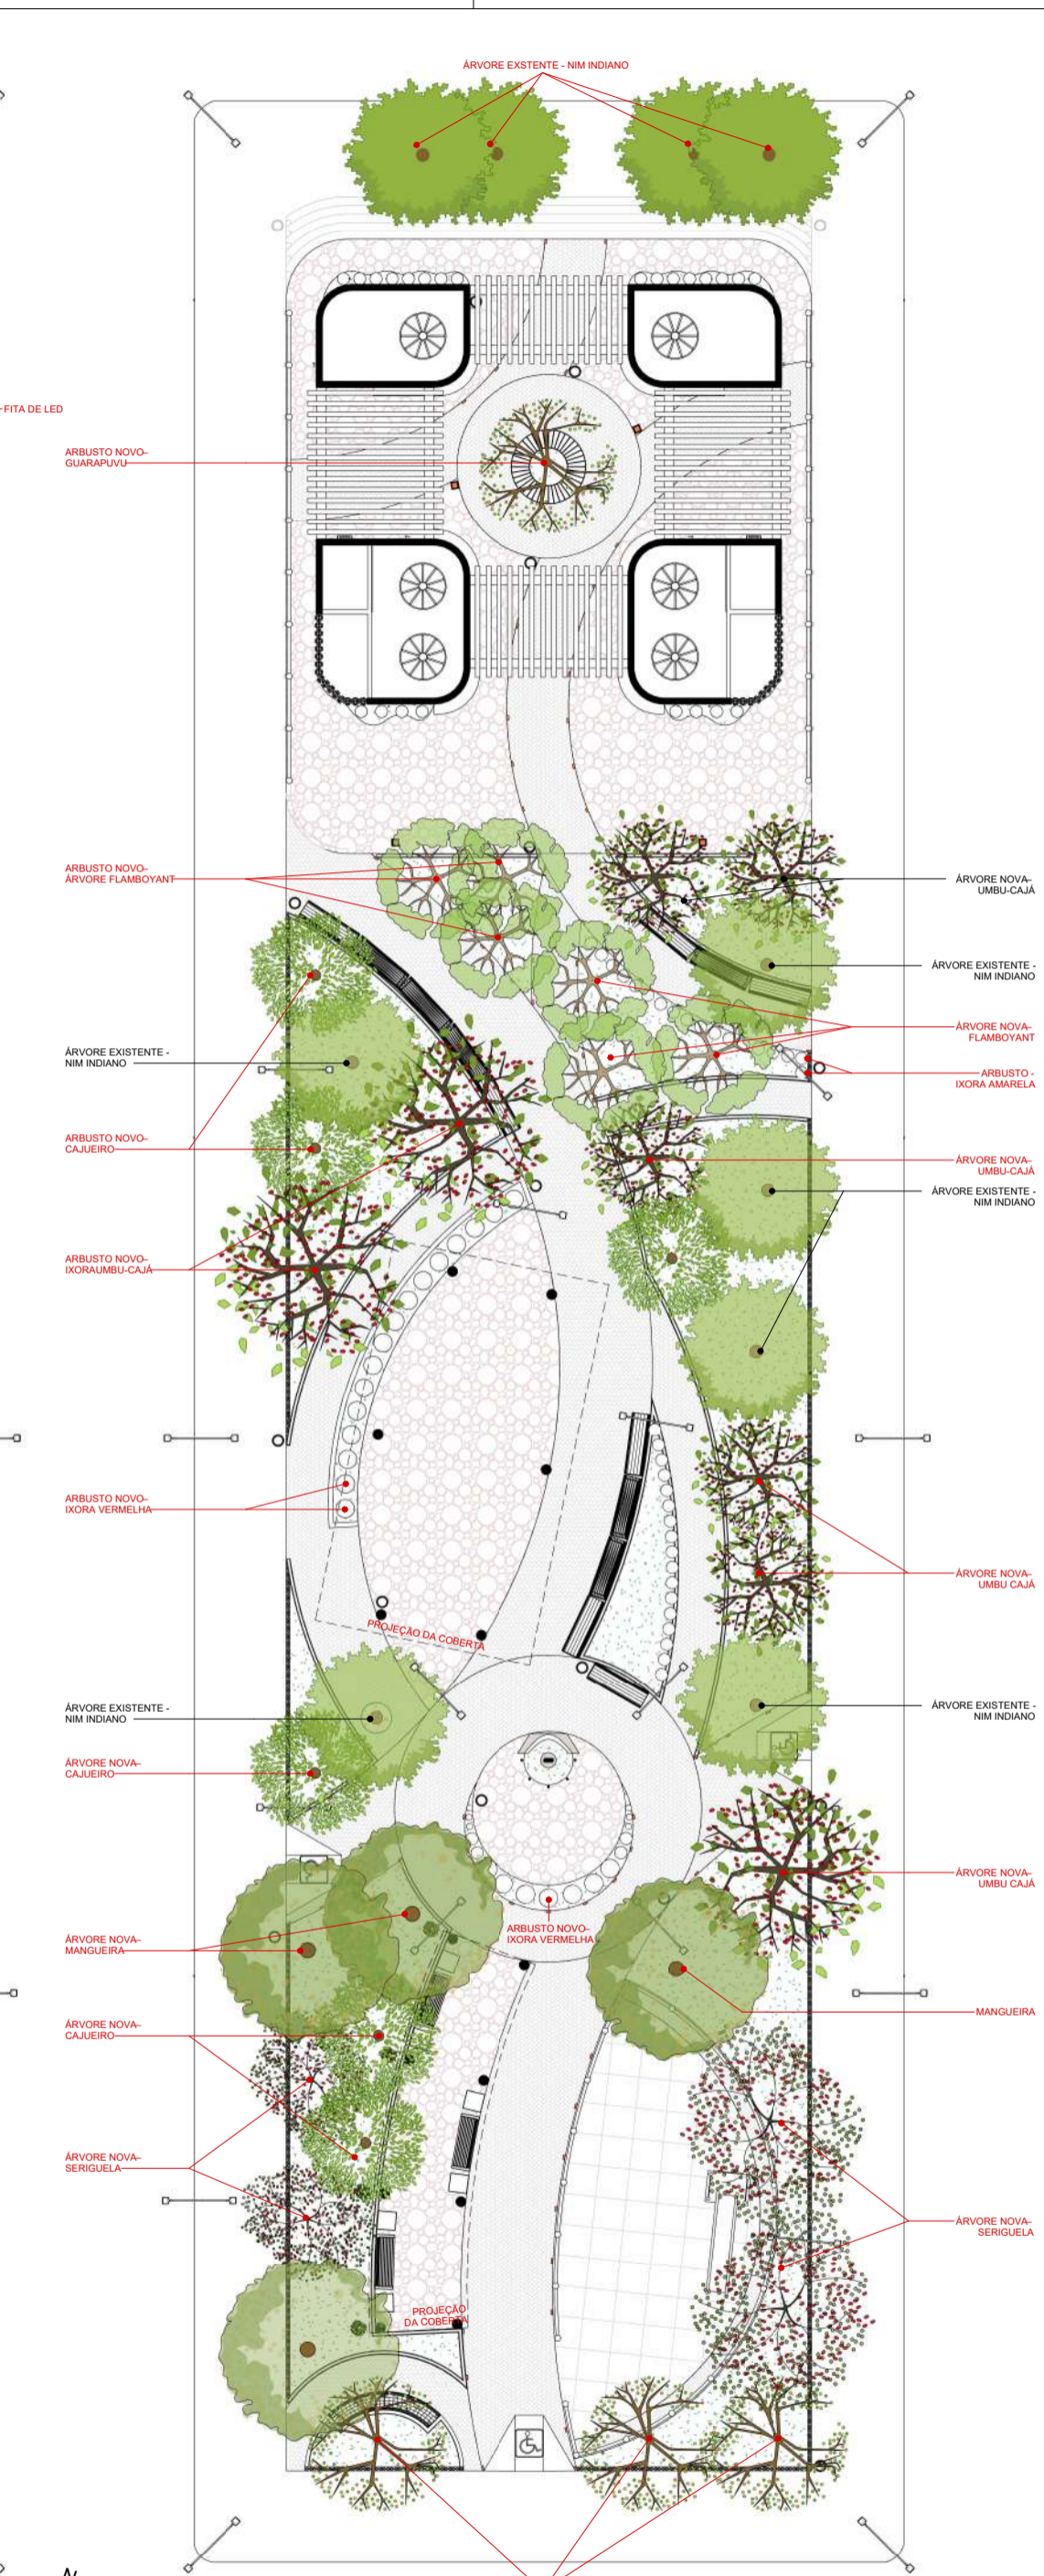 ÁRVORE EXSTENTE - NIM INDIANO
FITA DE LED
ARBUSTO NOVO-
GUARAPUVU
ARBUSTO NOVO-
ÁRVORE FLAMBOYANT
ÁRVORE NOVA-
UMBU-CAJÁ
ÁRVORE EXISTENTE -
NIM INDIANO
ÁRVORE NOVA-
FLAMBOYANT
ÁRVORE EXISTENTE -
NIM INDIANO
ARBUSTO -
IXORA AMARELA
ARBUSTO NOVO-
CAJUEIRO
ÁRVORE NOVA-
UMBU-CAJÁ
ÁRVORE EXISTENTE -
NIM INDIANO
ARBUSTO NOVO-
IXORAUMBU-CAJÁ
ARBUSTO NOVO-
IXORA VERMELHA
ÁRVORE NOVA-
UMBU CAJÁ
PROJEÇÃO DA COBERTA
ÁRVORE EXISTENTE -
NIM INDIANO
ÁRVORE EXISTENTE -
NIM INDIANO
ÁRVORE NOVA-
CAJUEIRO
ÁRVORE NOVA-
UMBU CAJÁ
ARBUSTO NOVO-
IXORA VERMELHA
ÁRVORE NOVA-
MANGUEIRA
MANGUEIRA
ÁRVORE NOVA-
CAJUEIRO
ÁRVORE NOVA-
SERIGUELA
ÁRVORE NOVA-
SERIGUELA
PROJEÇÃO
DA COBERTA